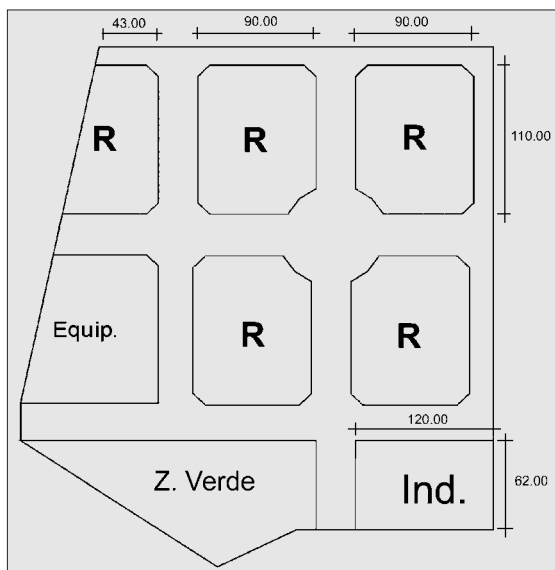 43.00
90.00
90.00
R
R
R
110.00
Equip.
R
R
120.00
Z. Verde
Ind.
62.00